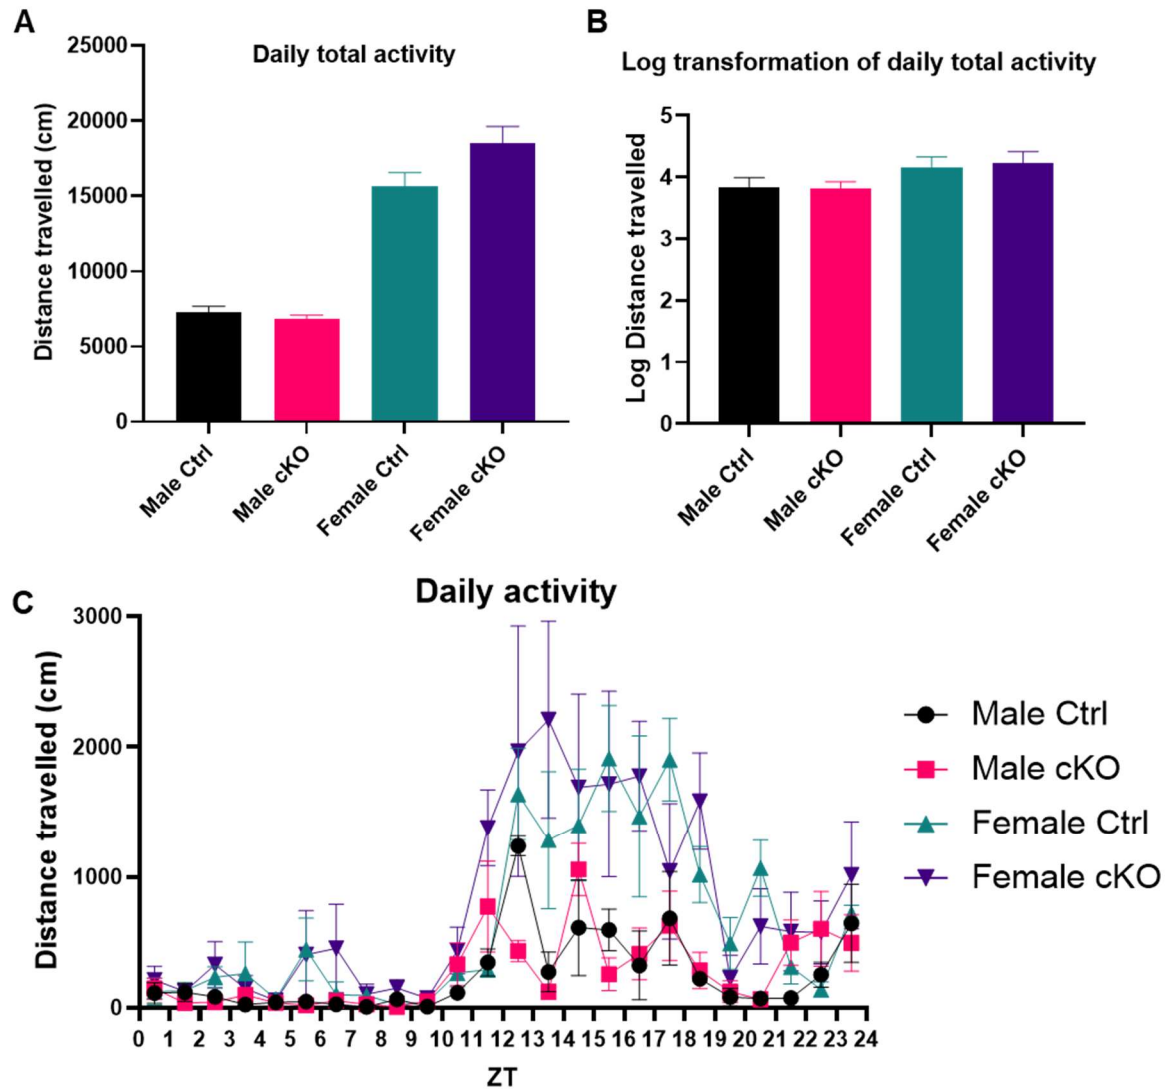 A
Daily total activity
Distance travelled (cm)
25000
20000
15000
10000
5000
0
Male Ctrl
Male cKO
Female Ctrl
Female cKO
B
Log transformation of daily total activity
Log Distance travelled
5
4
3
2
1
0
Male Ctrl
Male cKO
Female Ctrl
Female cKO
C
Daily activity
Distance travelled (cm)
3000
2000
1000
0
0 1 2 3 4 5 6 7 8 9 10 11 12 13 14 15 16 17 18 19 20 21 22 23 24
ZT
Male Ctrl
Male cKO
Female Ctrl
Female cKO